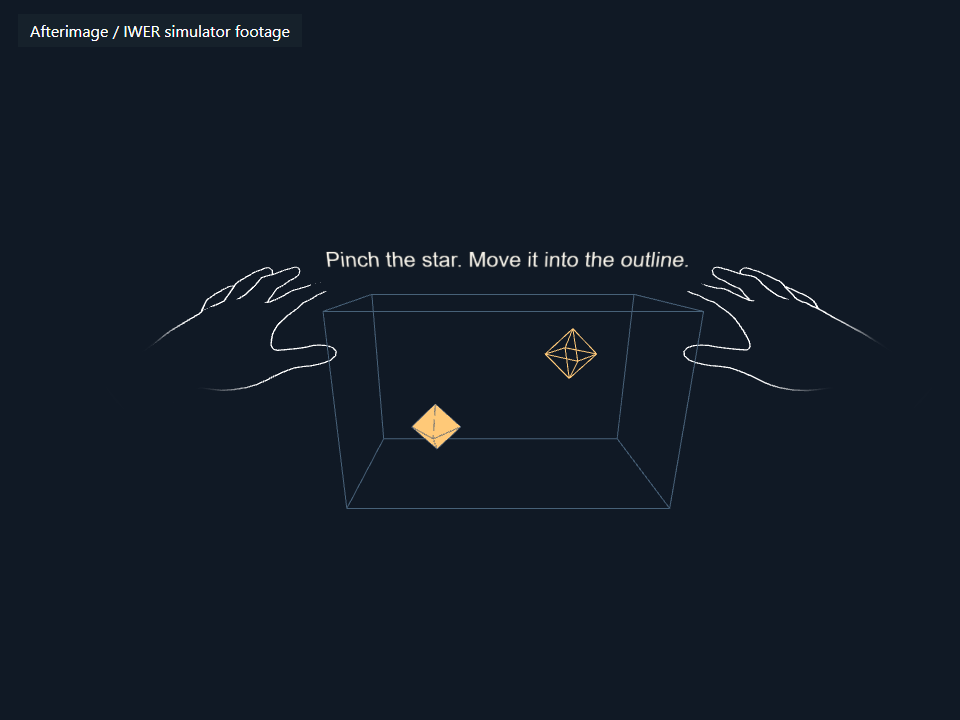 Afterimage / IWER simulator footage
Pinch the star. Move it into the outline.